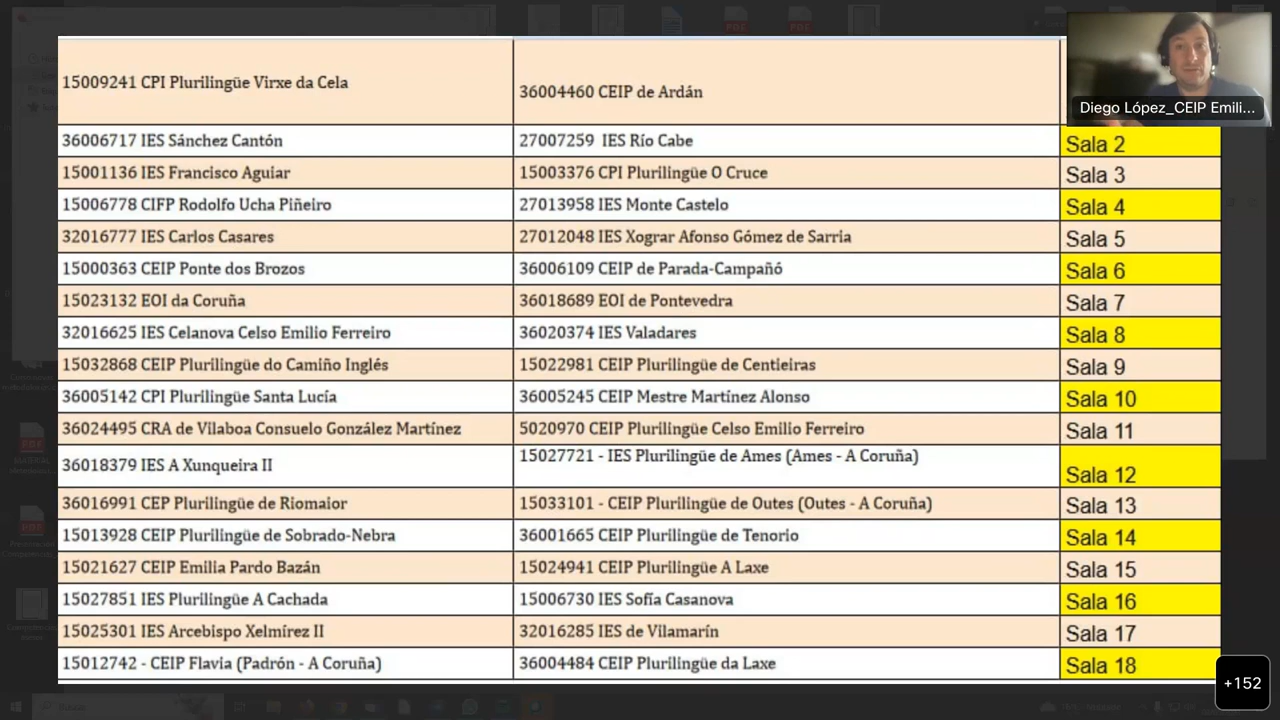 15009241 CPI Plurilingüe Virxe da Cela
36004460 CEIP de Ardán
Diego López_CEIP Emili...
36006717 IES Sánchez Cantón
27007259 IES Río Cabe
Sala 2
15001136 IES Francisco Aguiar
15003376 CPI Plurilingüe O Cruce
Sala 3
15006778 CIFP Rodolfo Ucha Piñeiro
27013958 IES Monte Castelo
Sala 4
32016777 IES Carlos Casares
27012048 IES Xograr Afonso Gómez de Sarria
Sala 5
15000363 CEIP Ponte dos Brozos
36006109 CEIP de Parada-Campañó
Sala 6
15023132 EOI da Coruña
36018689 EOI de Pontevedra
Sala 7
32016625 IES Celanova Celso Emilio Ferreiro
36020374 IES Valadares
Sala 8
15032868 CEIP Plurilingüe do Camiño Inglés
15022981 CEIP Plurilingüe de Centieiras
Sala 9
36005142 CPI Plurilingüe Santa Lucía
36005245 CEIP Mestre Martínez Alonso
Sala 10
36024495 CRA de Vilaboa Consuelo González Martínez
5020970 CEIP Plurilingüe Celso Emilio Ferreiro
Sala 11
36018379 IES A Xunqueira II
15027721 - IES Plurilingüe de Ames (Ames - A Coruña)
Sala 12
36016991 CEP Plurilingüe de Riomaior
15033101 - CEIP Plurilingüe de Outes (Outes - A Coruña)
Sala 13
15013928 CEIP Plurilingüe de Sobrado-Nebra
36001665 CEIP Plurilingüe de Tenorio
Sala 14
15021627 CEIP Emilia Pardo Bazán
15024941 CEIP Plurilingüe A Laxe
Sala 15
15027851 IES Plurilingüe A Cachada
15006730 IES Sofía Casanova
Sala 16
15025301 IES Arcebispo Xelmírez II
32016285 IES de Vilamarín
Sala 17
15012742 - CEIP Flavia (Padrón - A Coruña)
36004484 CEIP Plurilingüe da Laxe
Sala 18
+152